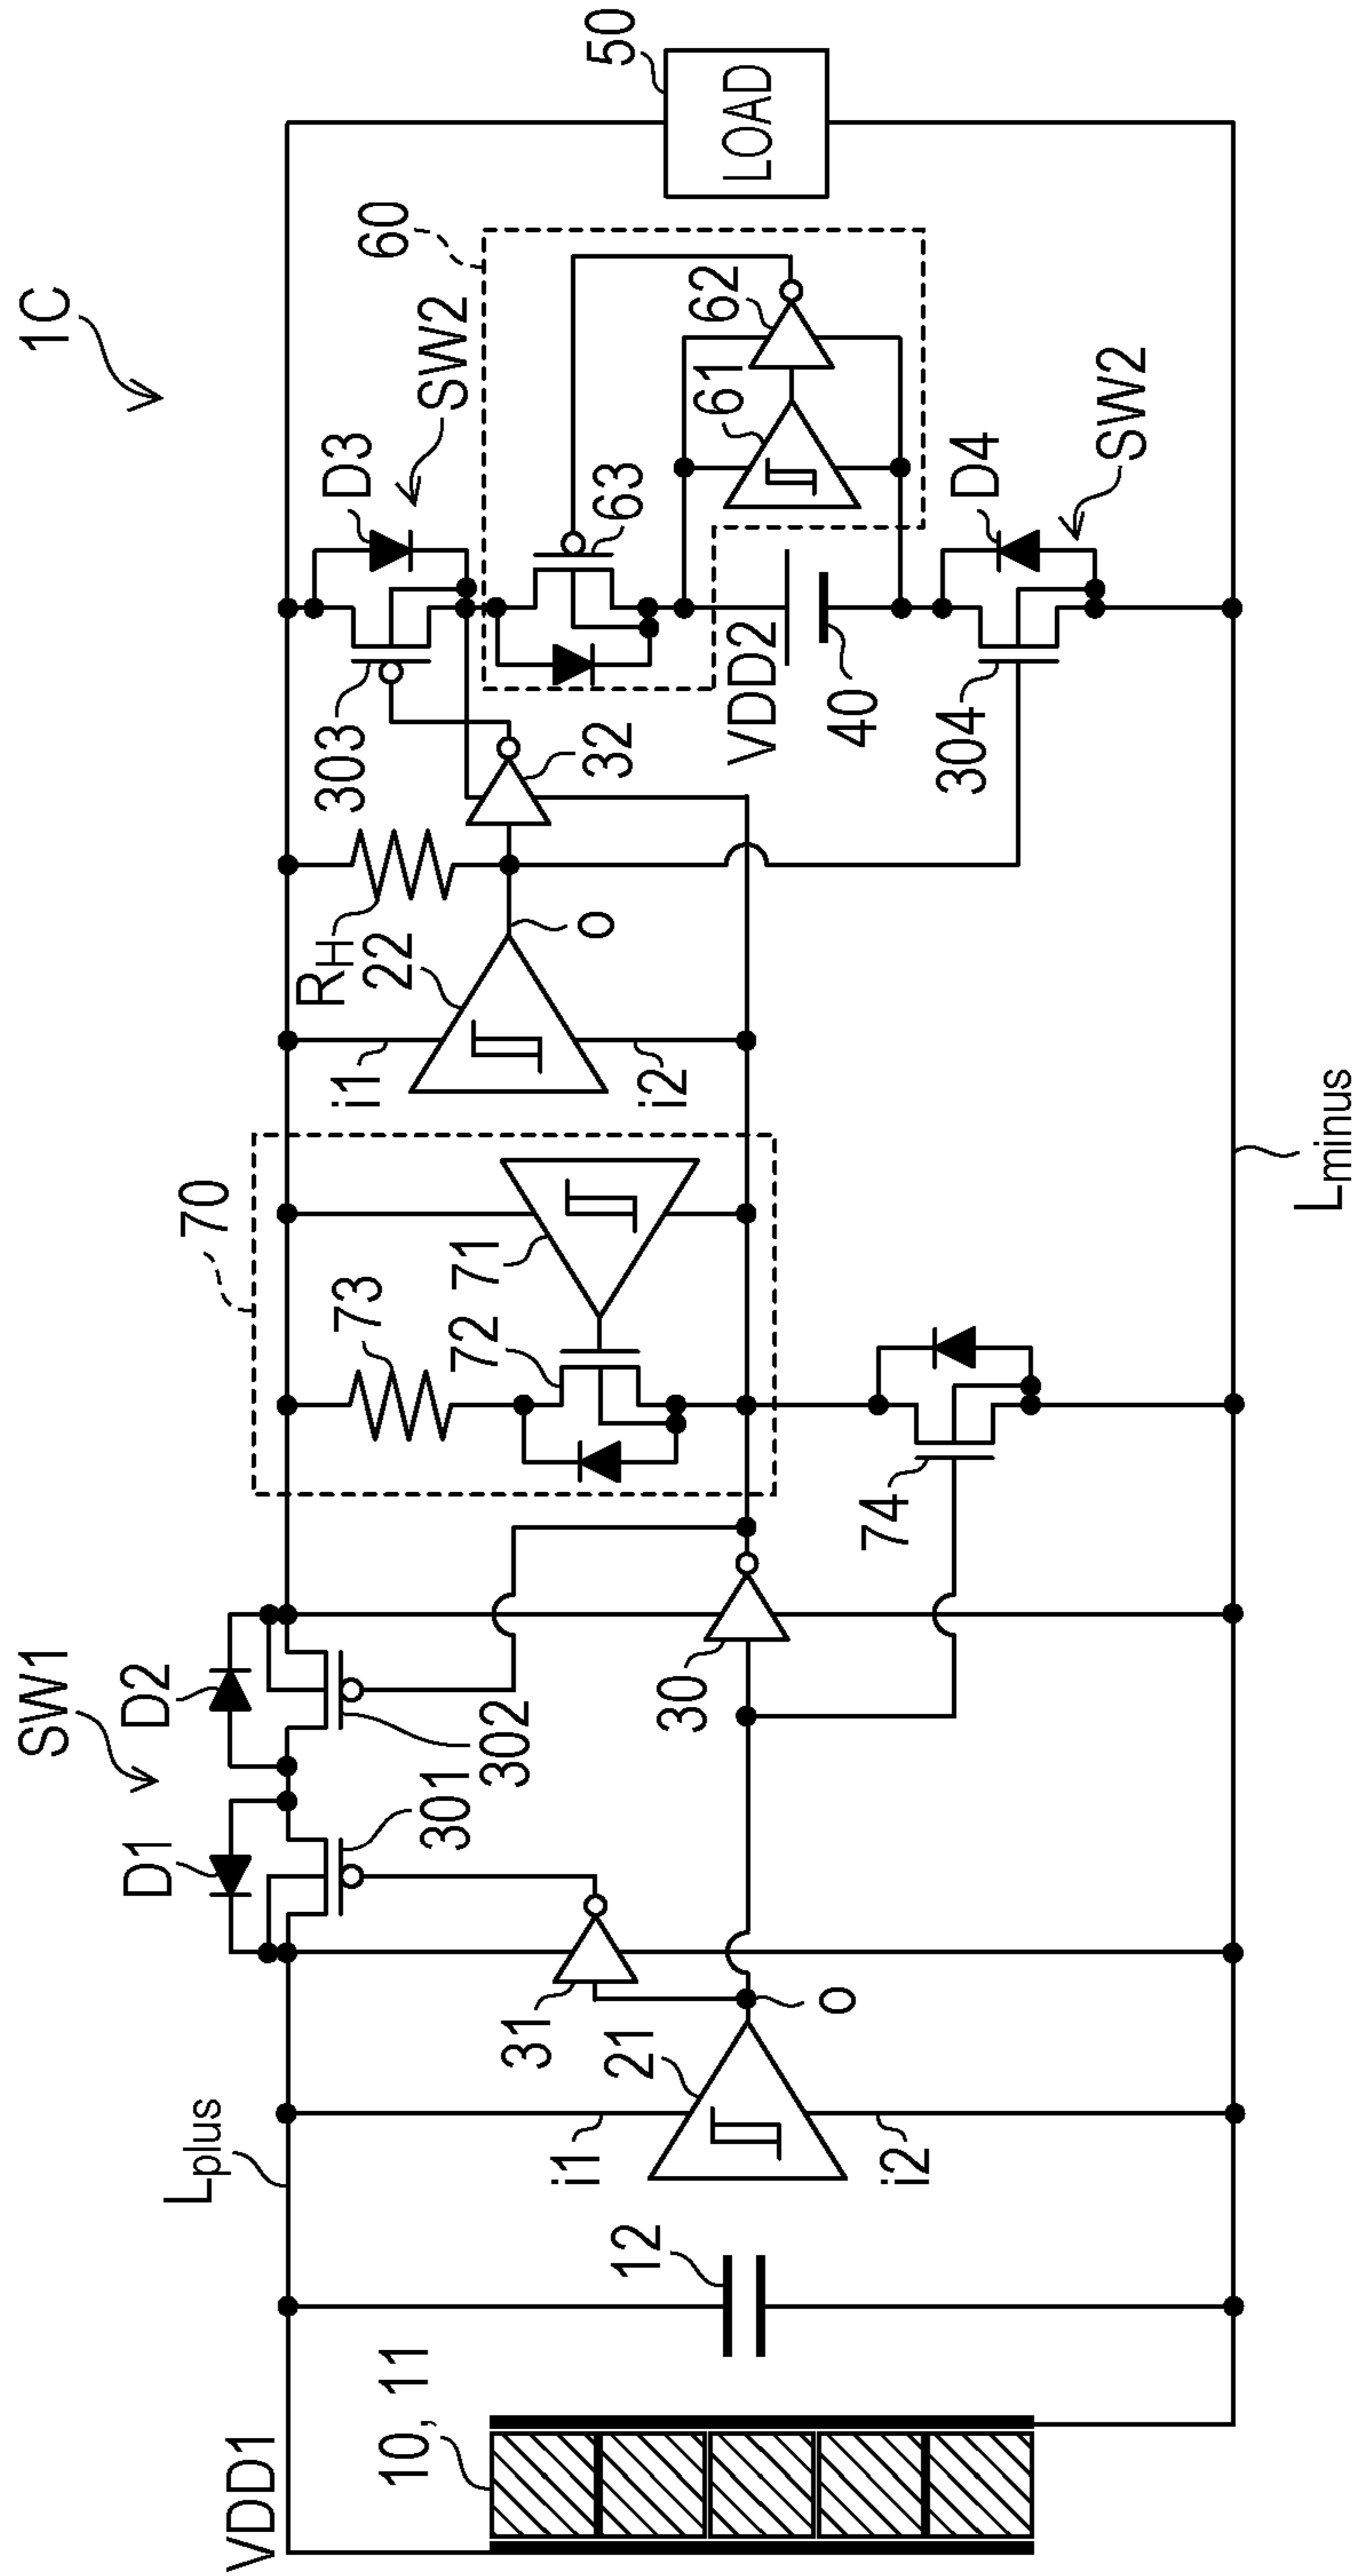 1C
SW1
D1
D2
Lplus
VDD1
10, 11
12
i1
i2
21
o
31
301
302
30
74
70
73
72
71
i1
i2
22
RH
o
32
303
D3
SW2
60
63
61
62
VDD2
40
304
D4
SW2
50
LOAD
Lminus